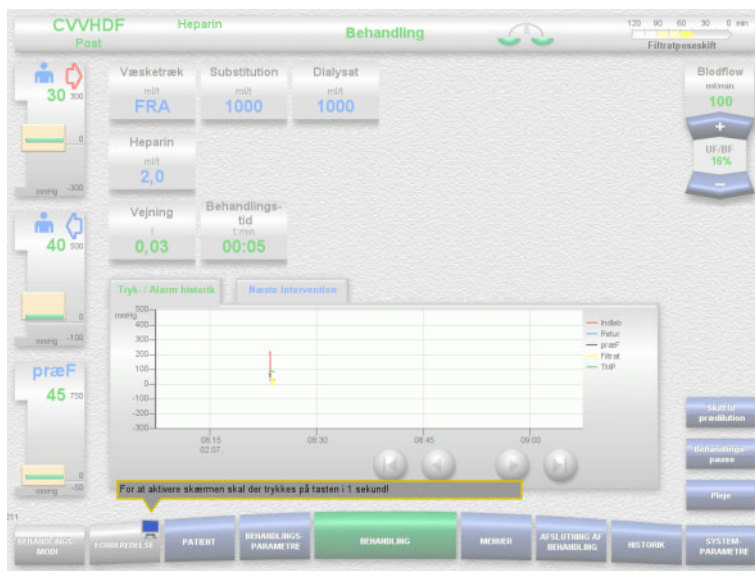 CVVHDF
Heparin
Post
Behandling
120 90 60 30 0 min
Filtratposeskift
30 300
0
mmHg -300
Væsketræk
ml/t
FRA
Substitution
ml/t
1000
Dialysat
ml/t
1000
Blodflow
ml/min
100
+
UF/BF
16%
−
Heparin
ml/t
2,0
40 500
0
mmHg -100
Vejning
l
0,03
Behandlings-
tid
t:min
00:05
Tryk- / Alarm historik
Næste intervention
mmHg
500
400
300
200
100
0
-100
-200
-300
Indløb
Retur
præF
Filtrat
TMP
08:15
02.07.
08:30
08:45
09:00
præF
45 750
0
mmHg -50
Skift til
prædilution
Behandlings-
pause
Pleje
For at aktivere skærmen skal der trykkes på tasten i 1 sekund!
211
BEHANDLINGS-
MODI
FORBEREDELSE
PATIENT
BEHANDLINGS-
PARAMETRE
BEHANDLING
MENUER
AFSLUTNING AF
BEHANDLING
HISTORIK
SYSTEM-
PARAMETRE